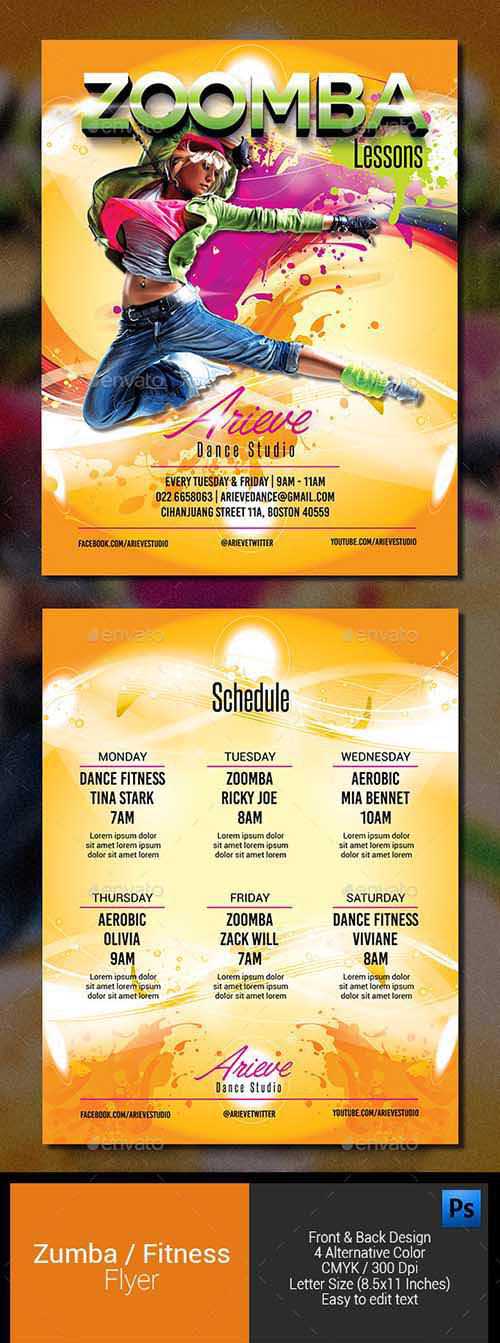 ZOOMBA
Lessons
Arieve
Dance Studio
EVERY TUESDAY & FRIDAY | 9AM - 11AM
022 6658063 | ARIEVEDANCE@GMAIL.COM
CIHANJUANG STREET 11A, BOSTON 40559
FACEBOOK.COM/ARIEVESTUDIO @ARIEVETWITTER YOUTUBE.COM/ARIEVESTUDIO
envato
Schedule
MONDAY
DANCE FITNESS
TINA STARK
7AM
Lorem ipsum dolor
sit amet lorem ipsum
dolor sit amet lorem
TUESDAY
ZOOMBA
RICKY JOE
8AM
Lorem ipsum dolor
sit amet lorem ipsum
dolor sit amet lorem
WEDNESDAY
AEROBIC
MIA BENNET
10AM
Lorem ipsum dolor
sit amet lorem ipsum
dolor sit amet lorem
THURSDAY
AEROBIC
OLIVIA
9AM
Lorem ipsum dolor
sit amet lorem ipsum
dolor sit amet lorem
FRIDAY
ZOOMBA
ZACK WILL
7AM
Lorem ipsum dolor
sit amet lorem ipsum
dolor sit amet lorem
SATURDAY
DANCE FITNESS
VIVIANE
8AM
Lorem ipsum dolor
sit amet lorem ipsum
dolor sit amet lorem
Arieve
Dance Studio
FACEBOOK.COM/ARIEVESTUDIO @ARIEVETWITTER YOUTUBE.COM/ARIEVESTUDIO
Zumba / Fitness
Flyer
Ps
Front & Back Design
4 Alternative Color
CMYK / 300 Dpi
Letter Size (8.5x11 Inches)
Easy to edit text